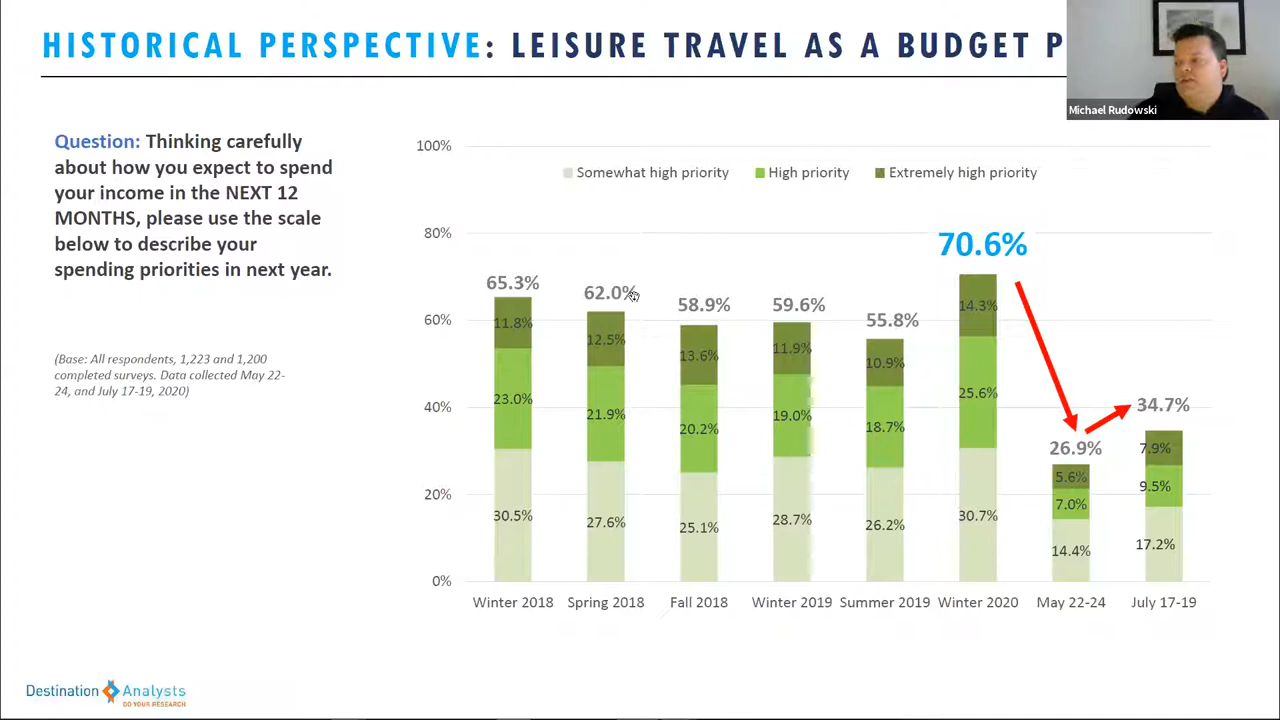 HISTORICAL PERSPECTIVE: LEISURE TRAVEL AS A BUDGET P
Michael Rudowski
Question: Thinking carefully
about how you expect to spend
your income in the NEXT 12
MONTHS, please use the scale
below to describe your
spending priorities in next year.
(Base: All respondents, 1,223 and 1,200
completed surveys. Data collected May 22-
24, and July 17-19, 2020)
100%
80%
60%
40%
20%
0%
Somewhat high priority High priority Extremely high priority
65.3%
11.8%
23.0%
30.5%
62.0%
12.5%
21.9%
27.6%
58.9%
13.6%
20.2%
25.1%
59.6%
11.9%
19.0%
28.7%
55.8%
10.9%
18.7%
26.2%
70.6%
14.3%
25.6%
30.7%
26.9%
5.6%
7.0%
14.4%
34.7%
7.9%
9.5%
17.2%
Winter 2018 Spring 2018 Fall 2018 Winter 2019 Summer 2019 Winter 2020 May 22-24 July 17-19
Destination Analysts
DO YOUR RESEARCH